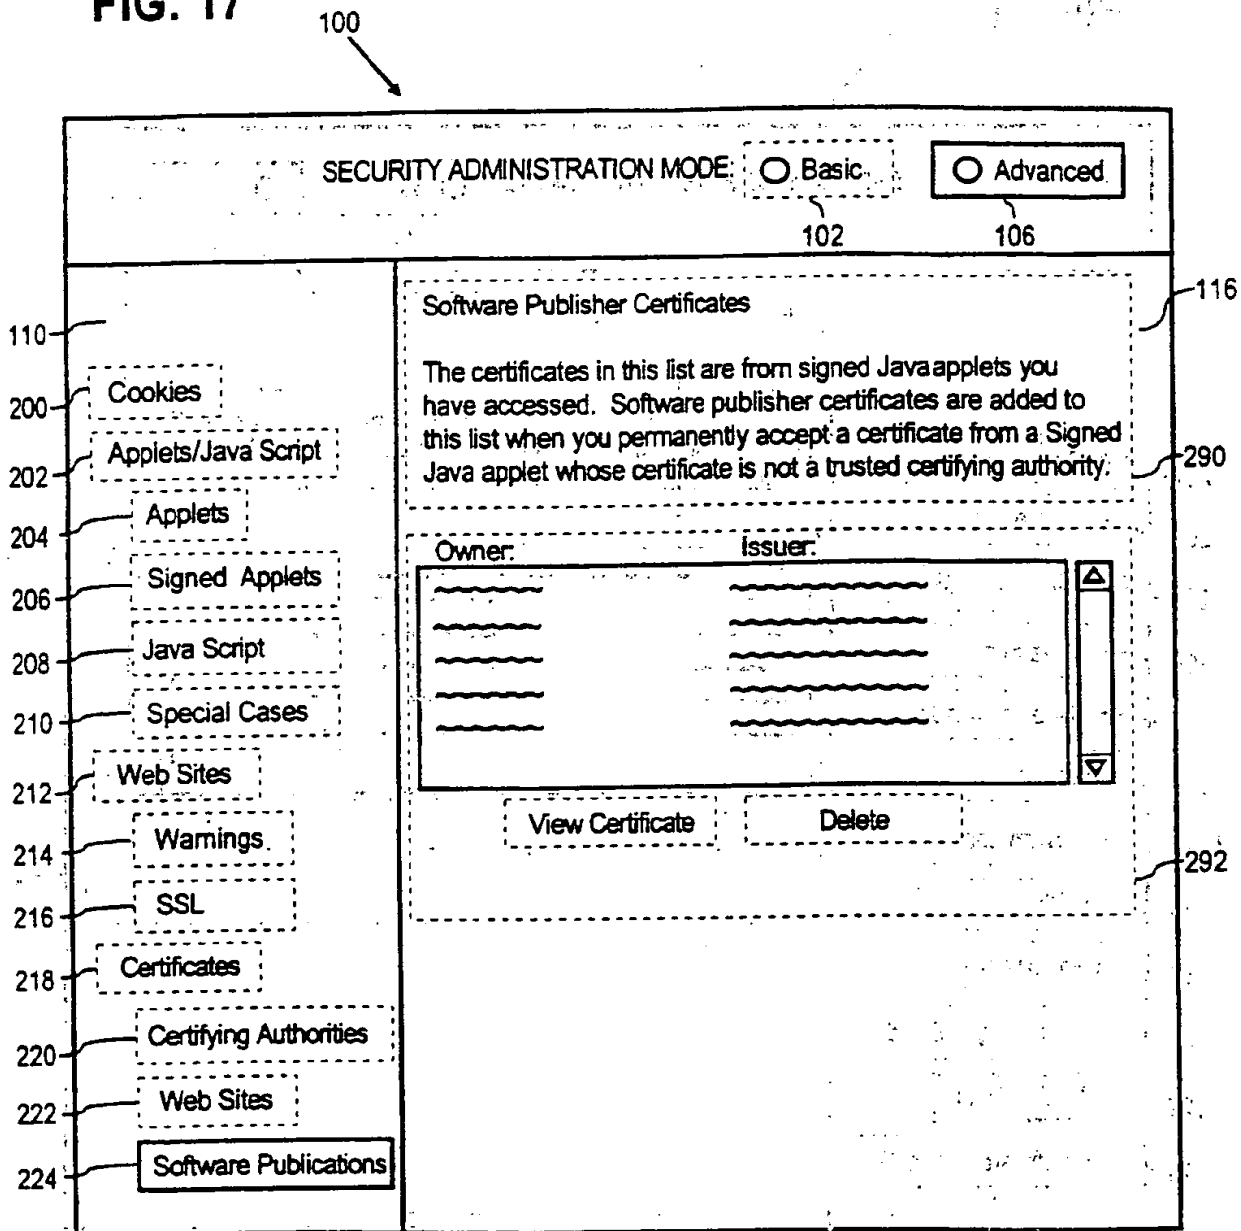 FIG. 17
100
SECURITY ADMINISTRATION MODE: Basic Advanced
102 106
110
200 Cookies
202 Applets/Java Script
204 Applets
206 Signed Applets
208 Java Script
210 Special Cases
212 Web Sites
214 Warnings
216 SSL
218 Certificates
220 Certifying Authorities
222 Web Sites
224 Software Publications
Software Publisher Certificates
116
The certificates in this list are from signed Java applets you
have accessed. Software publisher certificates are added to
this list when you permanently accept a certificate from a Signed
Java applet whose certificate is not a trusted certifying authority.
290
Owner: Issuer:
View Certificate Delete
292